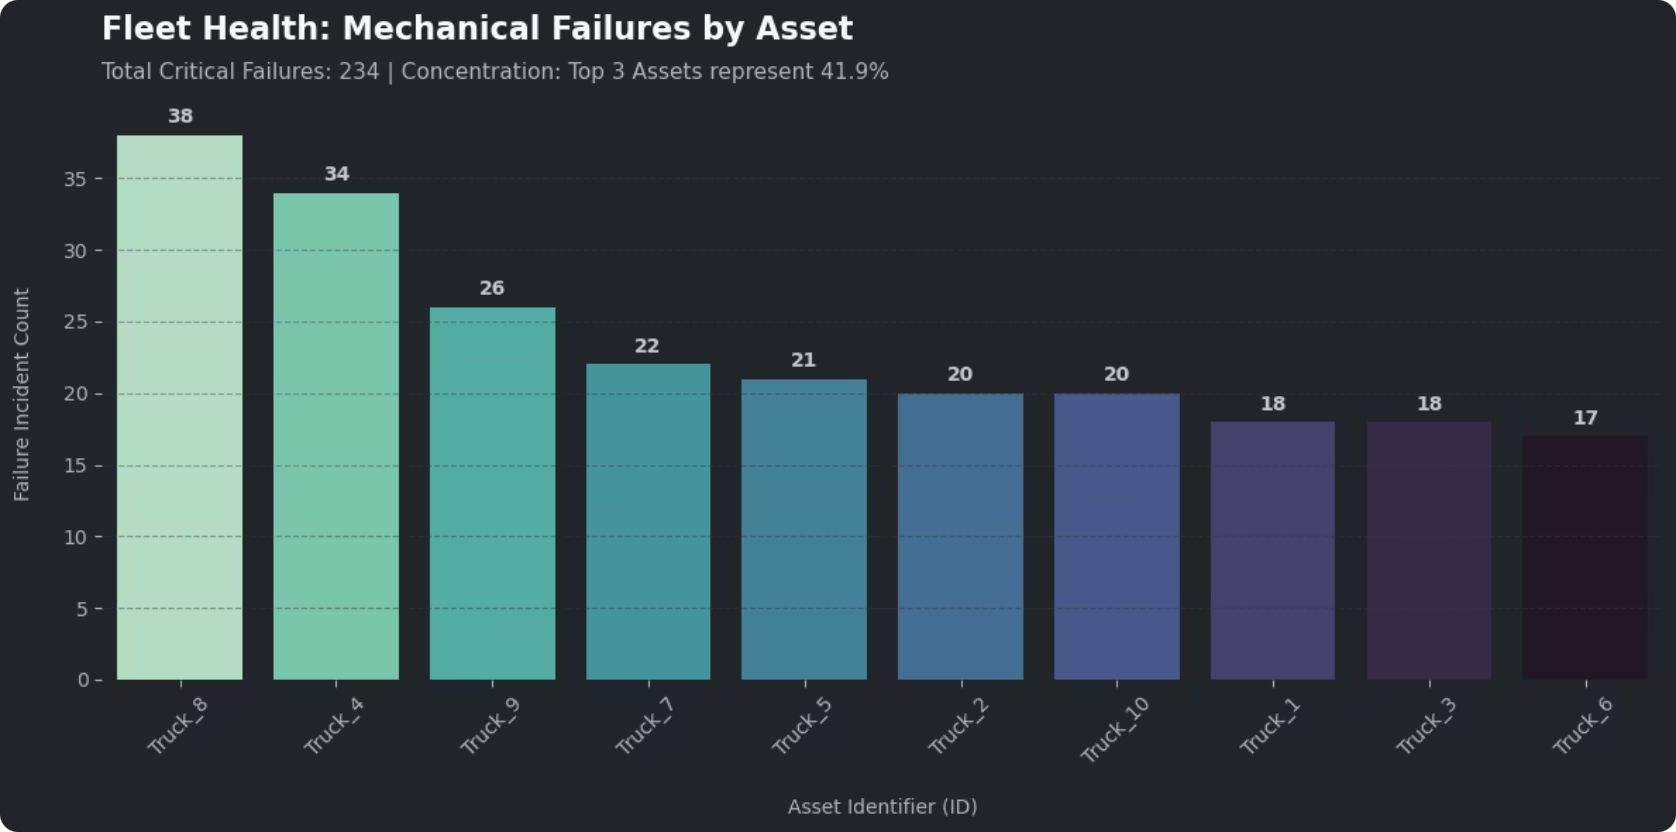 Fleet Health: Mechanical Failures by Asset
Total Critical Failures: 234 | Concentration: Top 3 Assets represent 41.9%
38
34
26
22
21
20
20
18
18
17
35
30
25
20
15
10
5
0
Failure Incident Count
Truck_8
Truck_4
Truck_9
Truck_7
Truck_5
Truck_2
Truck_10
Truck_1
Truck_3
Truck_6
Asset Identifier (ID)